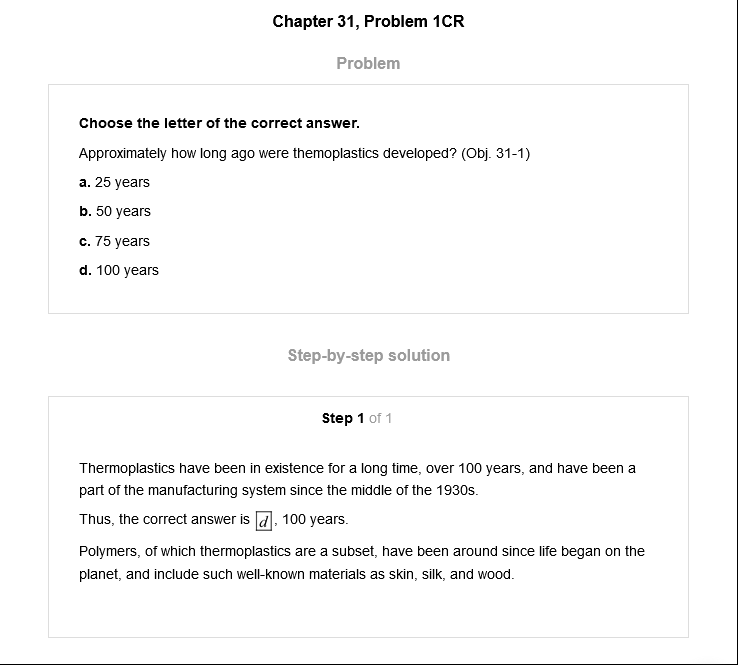 Chapter 31, Problem 1CR
Problem
Choose the letter of the correct answer.
Approximately how long ago were themoplastics developed? (Obj. 31-1)
a. 25 years
b. 50 years
c. 75 years
d. 100 years
Step-by-step solution
Step 1 of 1
Thermoplastics have been in existence for a long time, over 100 years, and have been a
part of the manufacturing system since the middle of the 1930s.
Thus, the correct answer is d, 100 years.
Polymers, of which thermoplastics are a subset, have been around since life began on the
planet, and include such well-known materials as skin, silk, and wood.